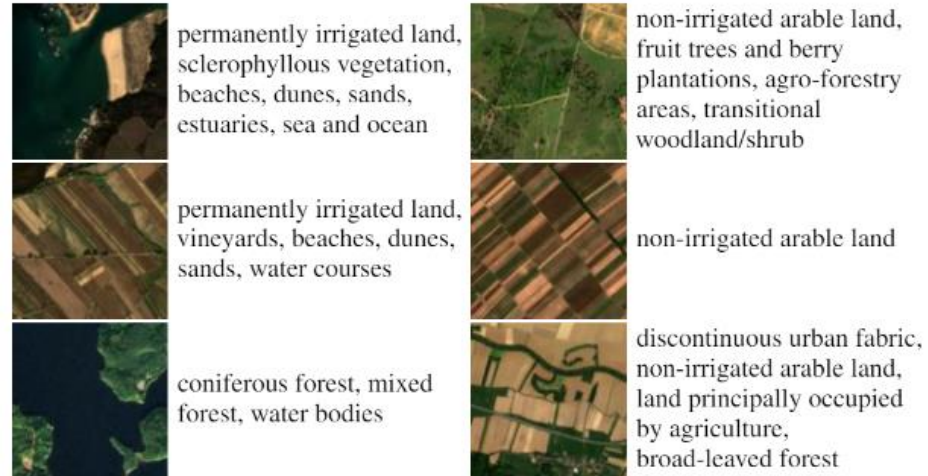 permanently irrigated land,
sclerophyllous vegetation,
beaches, dunes, sands,
estuaries, sea and ocean
non-irrigated arable land,
fruit trees and berry
plantations, agro-forestry
areas, transitional
woodland/shrub
permanently irrigated land,
vineyards, beaches, dunes,
sands, water courses
non-irrigated arable land
coniferous forest, mixed
forest, water bodies
discontinuous urban fabric,
non-irrigated arable land,
land principally occupied
by agriculture,
broad-leaved forest